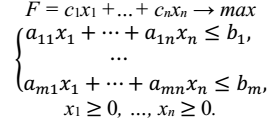 F = c₁x₁ + ... + cₙxₙ → max
a₁₁x₁ + ⋯ + a₁ₙxₙ ≤ b₁,
...
aₘ₁x₁ + ⋯ + aₘₙxₙ ≤ bₘ,
x₁ ≥ 0, ..., xₙ ≥ 0.